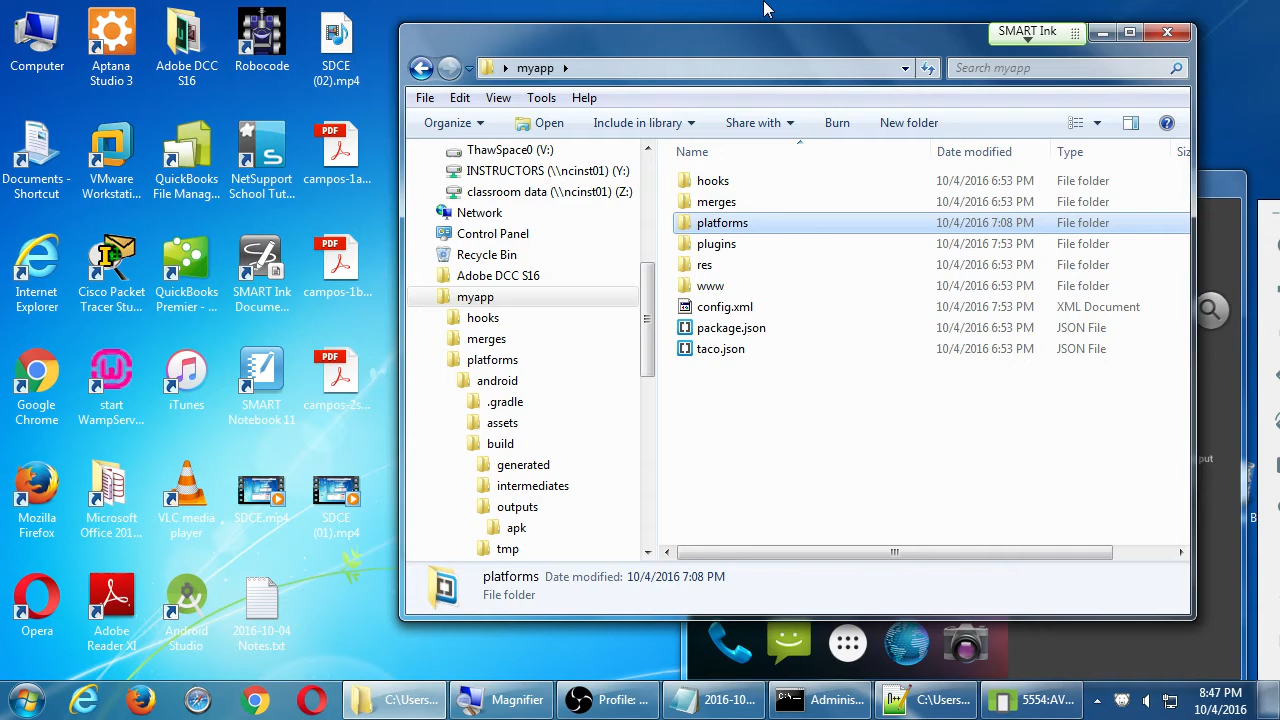 Computer
Aptana
Studio 3
Adobe DCC
S16
Robocode
SDCE
(02).mp4
Documents -
Shortcut
VMware
Workstati...
QuickBooks
File Manag...
NetSupport
School Tut...
PDF
campos-1a...
Internet
Explorer
Cisco Packet
Tracer Stu...
QuickBooks
Premier - ...
SMART Ink
Docume...
PDF
campos-1b...
Google
Chrome
start
WampServ...
iTunes
SMART
Notebook 11
PDF
campos-2s...
Mozilla
Firefox
Microsoft
Office 201...
VLC media
player
SDCE.mp4
SDCE
(01).mp4
Opera
Adobe
Reader XI
Android
Studio
2016-10-04
Notes.txt
SMART Ink
myapp
Search myapp
File Edit View Tools Help
Organize Open Include in library Share with Burn New folder
ThawSpace0 (V:)
INSTRUCTORS (\\ncinst01) (Y:)
classroom data (\\ncinst01) (Z:)
Network
Control Panel
Recycle Bin
Adobe DCC S16
myapp
hooks
merges
platforms
android
.gradle
assets
build
generated
intermediates
outputs
apk
tmp
Name Date modified Type Siz
hooks 10/4/2016 6:53 PM File folder
merges 10/4/2016 6:53 PM File folder
platforms 10/4/2016 7:08 PM File folder
plugins 10/4/2016 7:53 PM File folder
res 10/4/2016 6:53 PM File folder
www 10/4/2016 6:53 PM File folder
config.xml 10/4/2016 7:53 PM XML Document
package.json 10/4/2016 6:53 PM JSON File
taco.json 10/4/2016 6:53 PM JSON File
platforms Date modified: 10/4/2016 7:08 PM
File folder
put
B
C:\Users... Magnifier Profile: ... 2016-10... Adminis... C:\Users... 5554:AV...
8:47 PM
10/4/2016